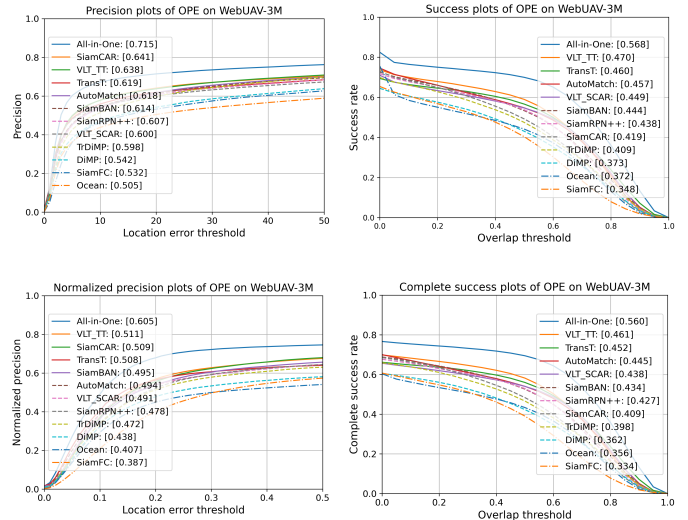 Precision plots of OPE on WebUAV-3M
1.0
0.8
0.6
0.4
0.2
0.0
Precision
All-in-One: [0.715]
SiamCAR: [0.641]
VLT_TT: [0.638]
TransT: [0.619]
AutoMatch: [0.618]
SiamBAN: [0.614]
SiamRPN++: [0.607]
VLT_SCAR: [0.600]
TrDiMP: [0.598]
DiMP: [0.542]
SiamFC: [0.532]
Ocean: [0.505]
0 10 20 30 40 50
Location error threshold
Success plots of OPE on WebUAV-3M
1.0
0.8
0.6
0.4
0.2
0.0
Success rate
All-in-One: [0.568]
VLT_TT: [0.470]
TransT: [0.460]
AutoMatch: [0.457]
VLT_SCAR: [0.449]
SiamBAN: [0.444]
SiamRPN++: [0.438]
SiamCAR: [0.419]
TrDiMP: [0.409]
DiMP: [0.373]
Ocean: [0.372]
SiamFC: [0.348]
0.0 0.2 0.4 0.6 0.8 1.0
Overlap threshold
Normalized precision plots of OPE on WebUAV-3M
1.0
0.8
0.6
0.4
0.2
0.0
Normalized precision
All-in-One: [0.605]
VLT_TT: [0.511]
SiamCAR: [0.509]
TransT: [0.508]
SiamBAN: [0.495]
AutoMatch: [0.494]
VLT_SCAR: [0.491]
SiamRPN++: [0.478]
TrDiMP: [0.472]
DiMP: [0.438]
Ocean: [0.407]
SiamFC: [0.387]
0.0 0.1 0.2 0.3 0.4 0.5
Location error threshold
Complete success plots of OPE on WebUAV-3M
1.0
0.8
0.6
0.4
0.2
0.0
Complete success rate
All-in-One: [0.560]
VLT_TT: [0.461]
TransT: [0.452]
AutoMatch: [0.445]
VLT_SCAR: [0.438]
SiamBAN: [0.434]
SiamRPN++: [0.427]
SiamCAR: [0.409]
TrDiMP: [0.398]
DiMP: [0.362]
Ocean: [0.356]
SiamFC: [0.334]
0.0 0.2 0.4 0.6 0.8 1.0
Overlap threshold